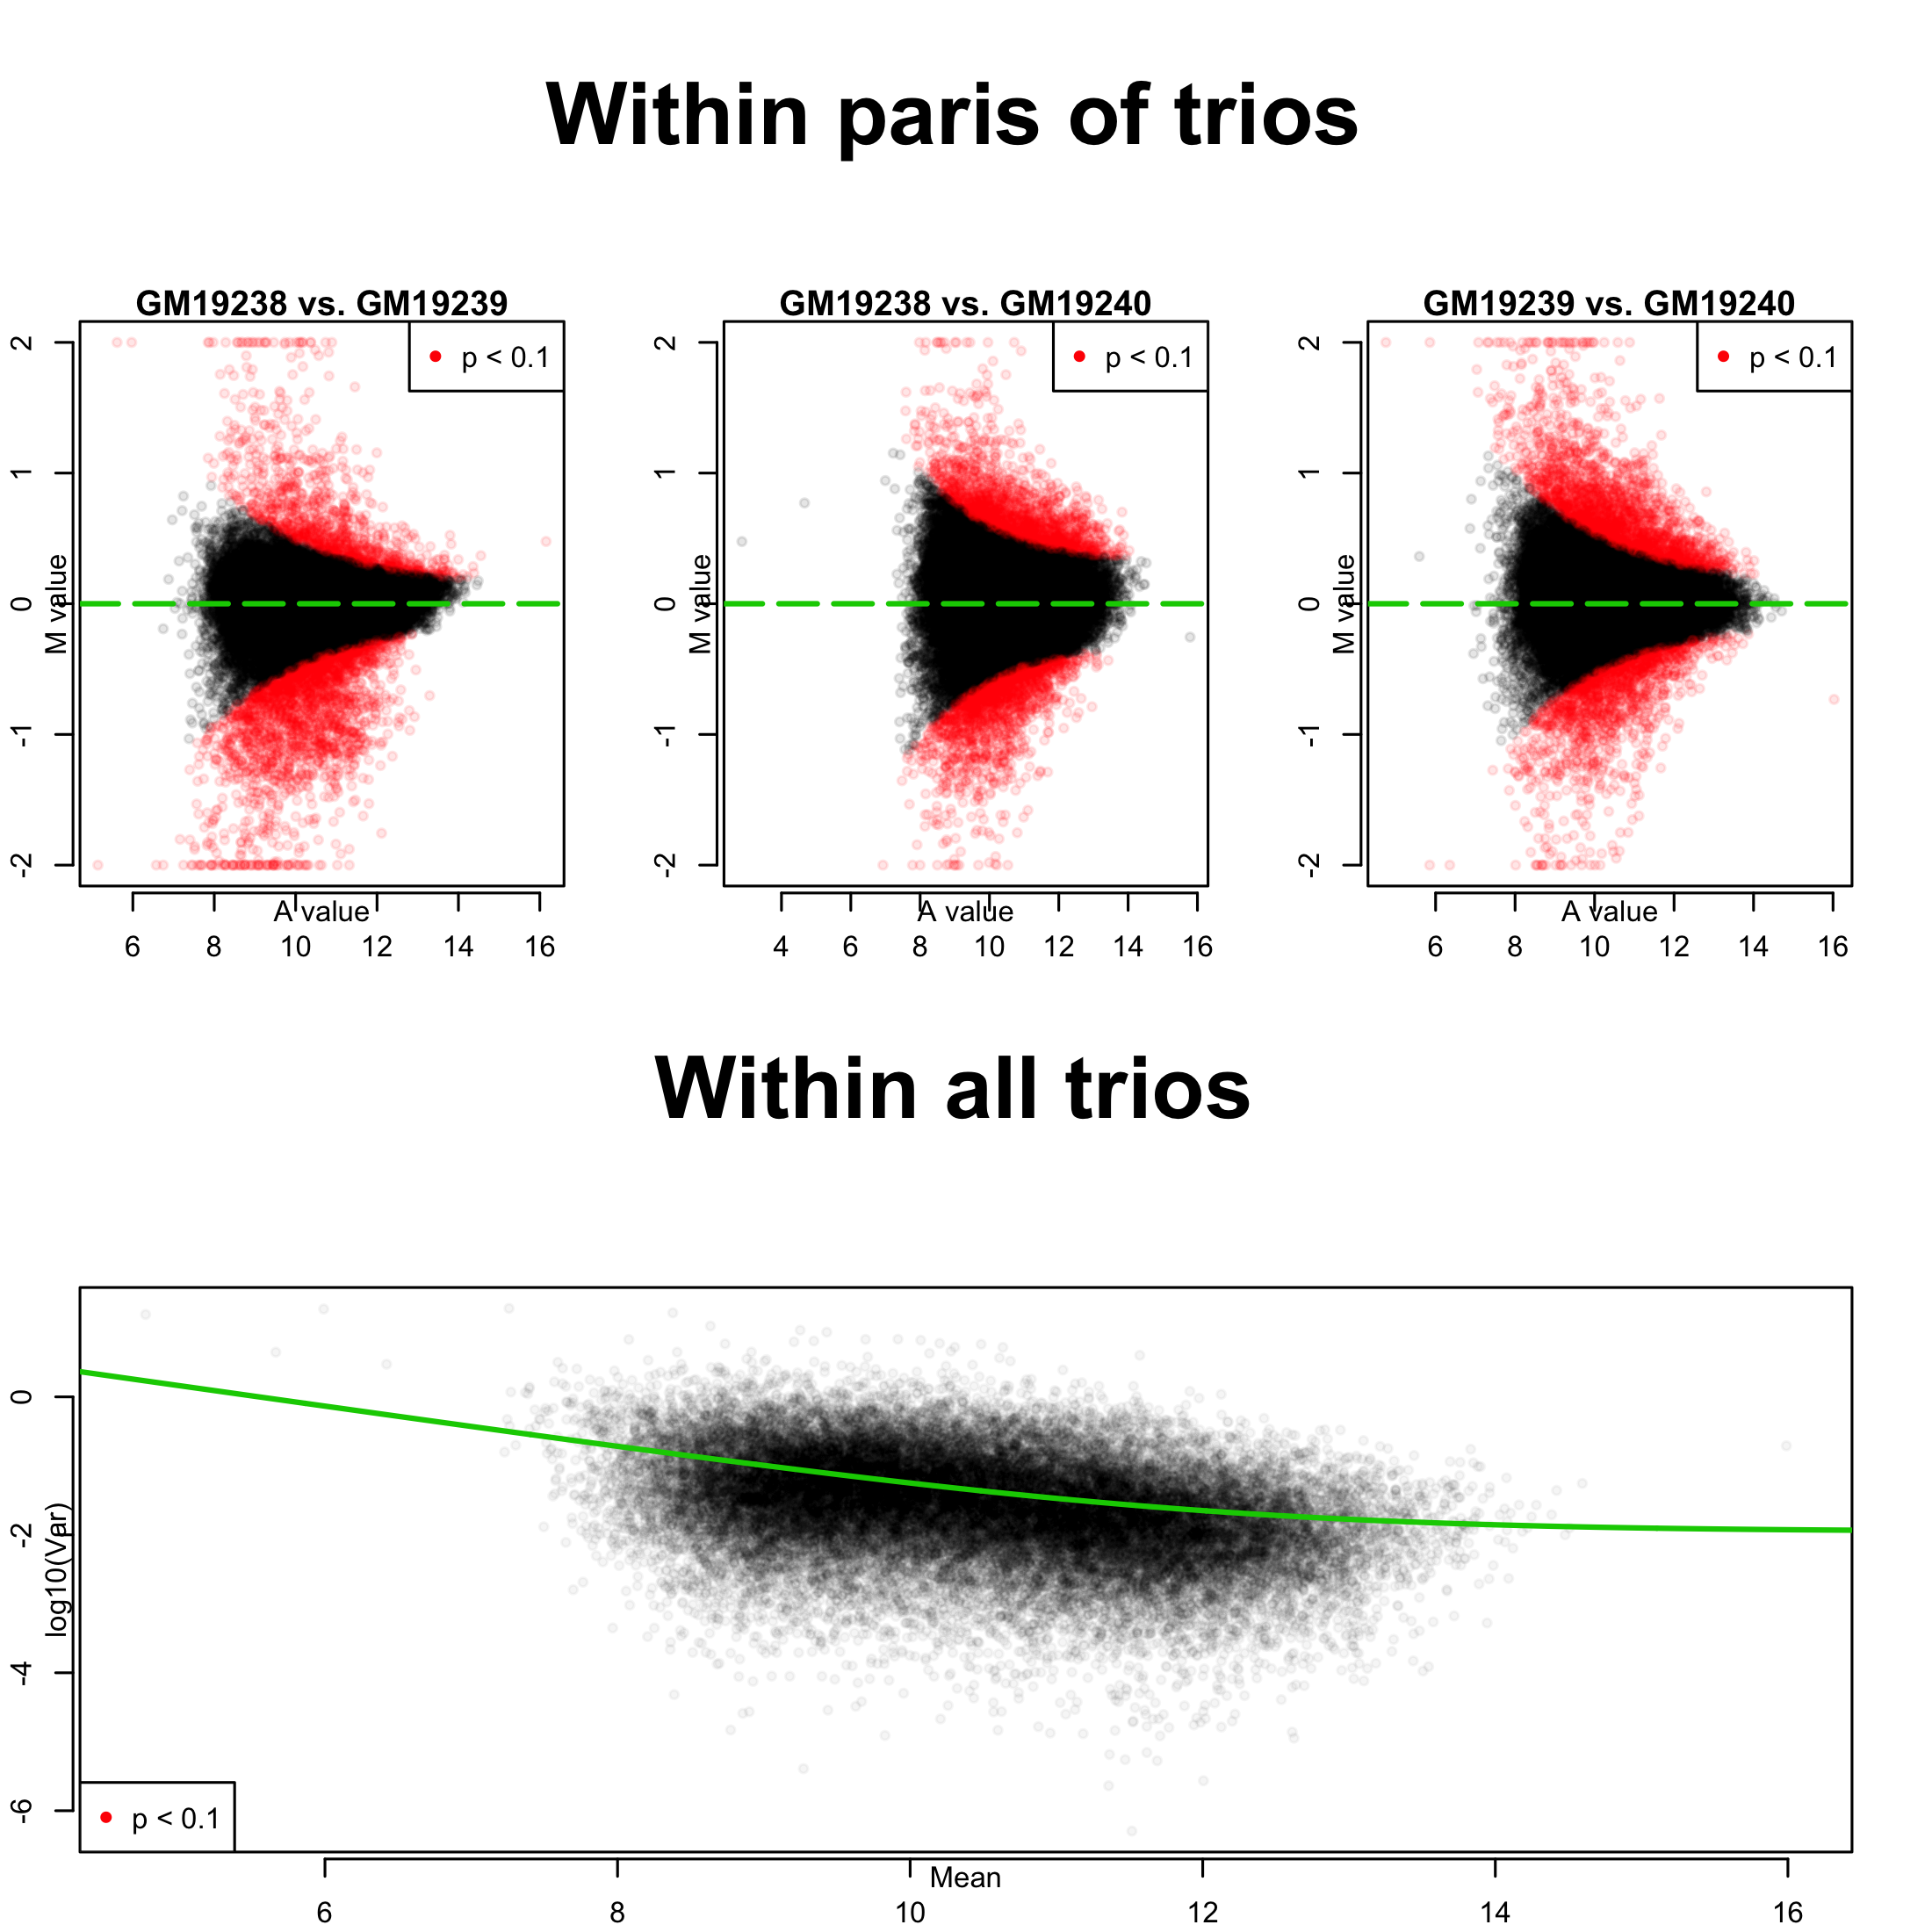 Within paris of trios
GM19238 vs. GM19239
p < 0.1
M value
2
1
0
-1
-2
A value
6 8 10 12 14 16
GM19238 vs. GM19240
p < 0.1
M value
2
1
0
-1
-2
A value
4 6 8 10 12 14 16
GM19239 vs. GM19240
p < 0.1
M value
2
1
0
-1
-2
A value
6 8 10 12 14 16
Within all trios
log10(Var)
0
-2
-4
-6
p < 0.1
Mean
6 8 10 12 14 16